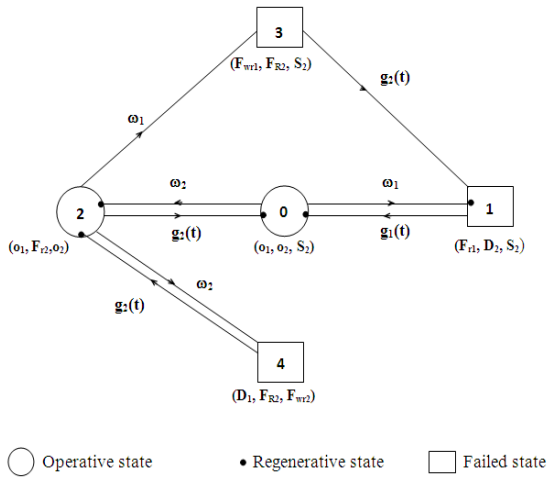 3
(Fwr1, FR2, S2)
g2(t)
ω1
ω2
ω1
2
0
1
g2(t)
g1(t)
(o1, Fr2,o2)
(o1, o2, S2)
(Fr1, D2, S2)
ω2
g2(t)
4
(D1, FR2, Fwr2)
Operative state
Regenerative state
Failed state